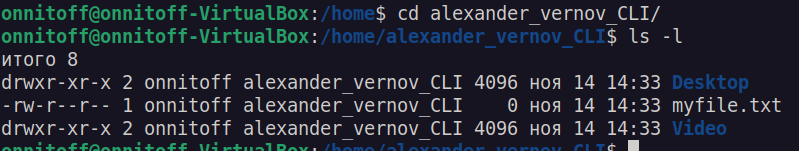 onnitoff@onnitoff-VirtualBox:/home$ cd alexander_vernov_CLI/
onnitoff@onnitoff-VirtualBox:/home/alexander_vernov_CLI$ ls -l
итого 8
drwxr-xr-x 2 onnitoff alexander_vernov_CLI 4096 ноя 14 14:33 Desktop
-rw-r--r-- 1 onnitoff alexander_vernov_CLI    0 ноя 14 14:33 myfile.txt
drwxr-xr-x 2 onnitoff alexander_vernov_CLI 4096 ноя 14 14:33 Video
onnitoff@onnitoff-VirtualBox:/home/alexander_vernov_CLI$